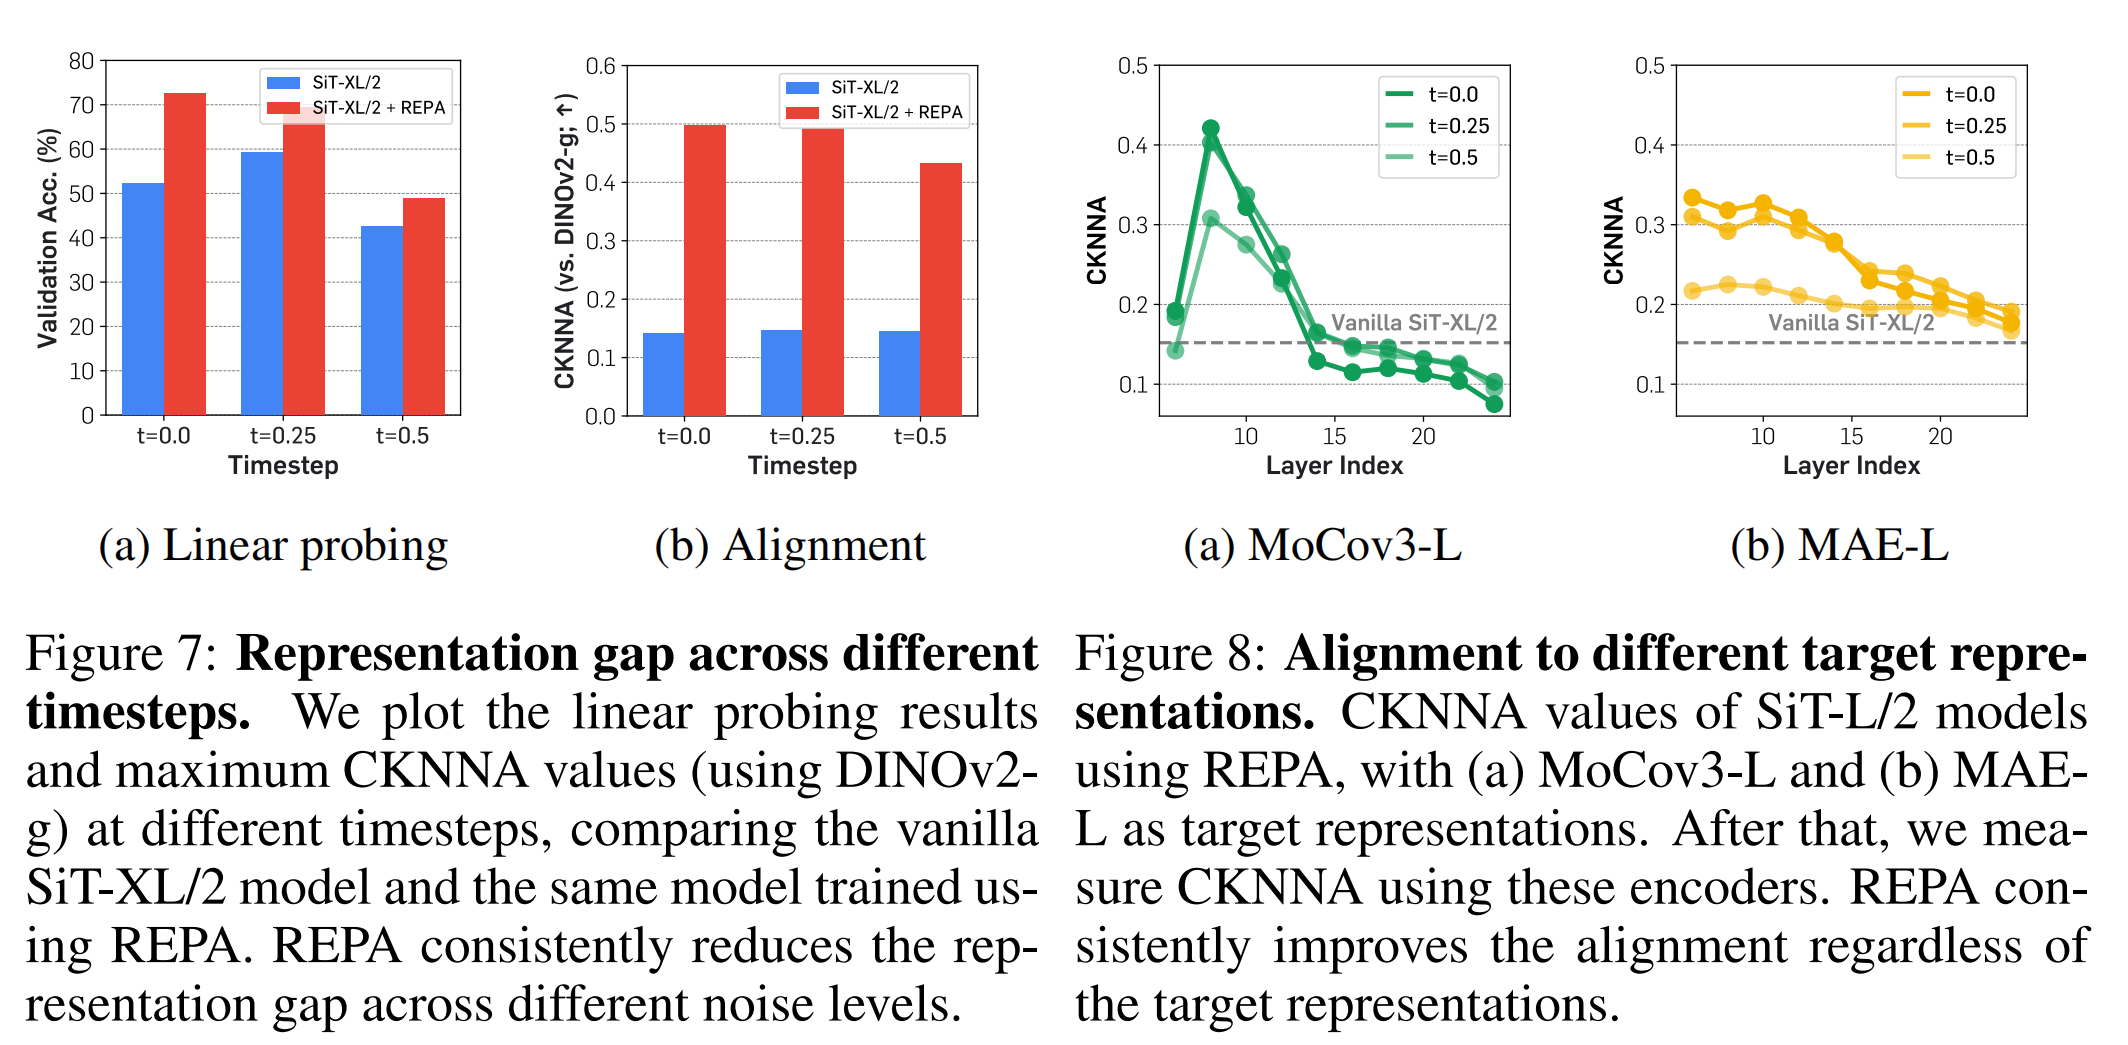 80
70
60
50
40
30
20
10
0
Validation Acc. (%)
SiT-XL/2
SiT-XL/2 + REPA
t=0.0 t=0.25 t=0.5
Timestep
(a) Linear probing
0.6
0.5
0.4
0.3
0.2
0.1
0.0
CKNNA (vs. DINOv2-g; ↑)
SiT-XL/2
SiT-XL/2 + REPA
t=0.0 t=0.25 t=0.5
Timestep
(b) Alignment
Figure 7: Representation gap across different
timesteps. We plot the linear probing results
and maximum CKNNA values (using DINOv2-
g) at different timesteps, comparing the vanilla
SiT-XL/2 model and the same model trained us-
ing REPA. REPA consistently reduces the rep-
resentation gap across different noise levels.
0.5
0.4
0.3
0.2
0.1
CKNNA
t=0.0
t=0.25
t=0.5
Vanilla SiT-XL/2
10 15 20
Layer Index
(a) MoCov3-L
0.5
0.4
0.3
0.2
0.1
CKNNA
t=0.0
t=0.25
t=0.5
Vanilla SiT-XL/2
10 15 20
Layer Index
(b) MAE-L
Figure 8: Alignment to different target repre-
sentations. CKNNA values of SiT-L/2 models
using REPA, with (a) MoCov3-L and (b) MAE-
L as target representations. After that, we mea-
sure CKNNA using these encoders. REPA con-
sistently improves the alignment regardless of
the target representations.